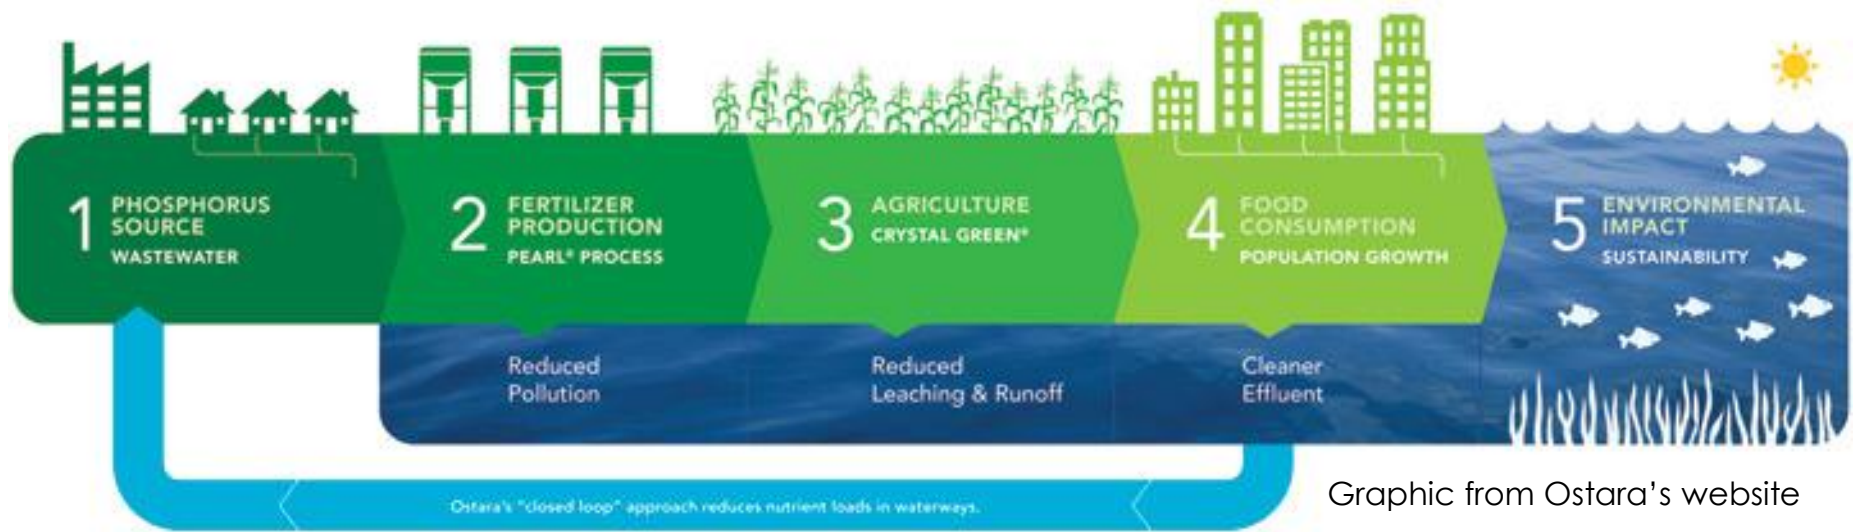 1
PHOSPHORUS
SOURCE
WASTEWATER
2
FERTILIZER
PRODUCTION
PEARL® PROCESS
3
AGRICULTURE
CRYSTAL GREEN®
4
FOOD
CONSUMPTION
POPULATION GROWTH
5
ENVIRONMENTAL
IMPACT
SUSTAINABILITY
Reduced
Pollution
Reduced
Leaching & Runoff
Cleaner
Effluent
Ostara's "closed loop" approach reduces nutrient loads in waterways.
Graphic from Ostara's website